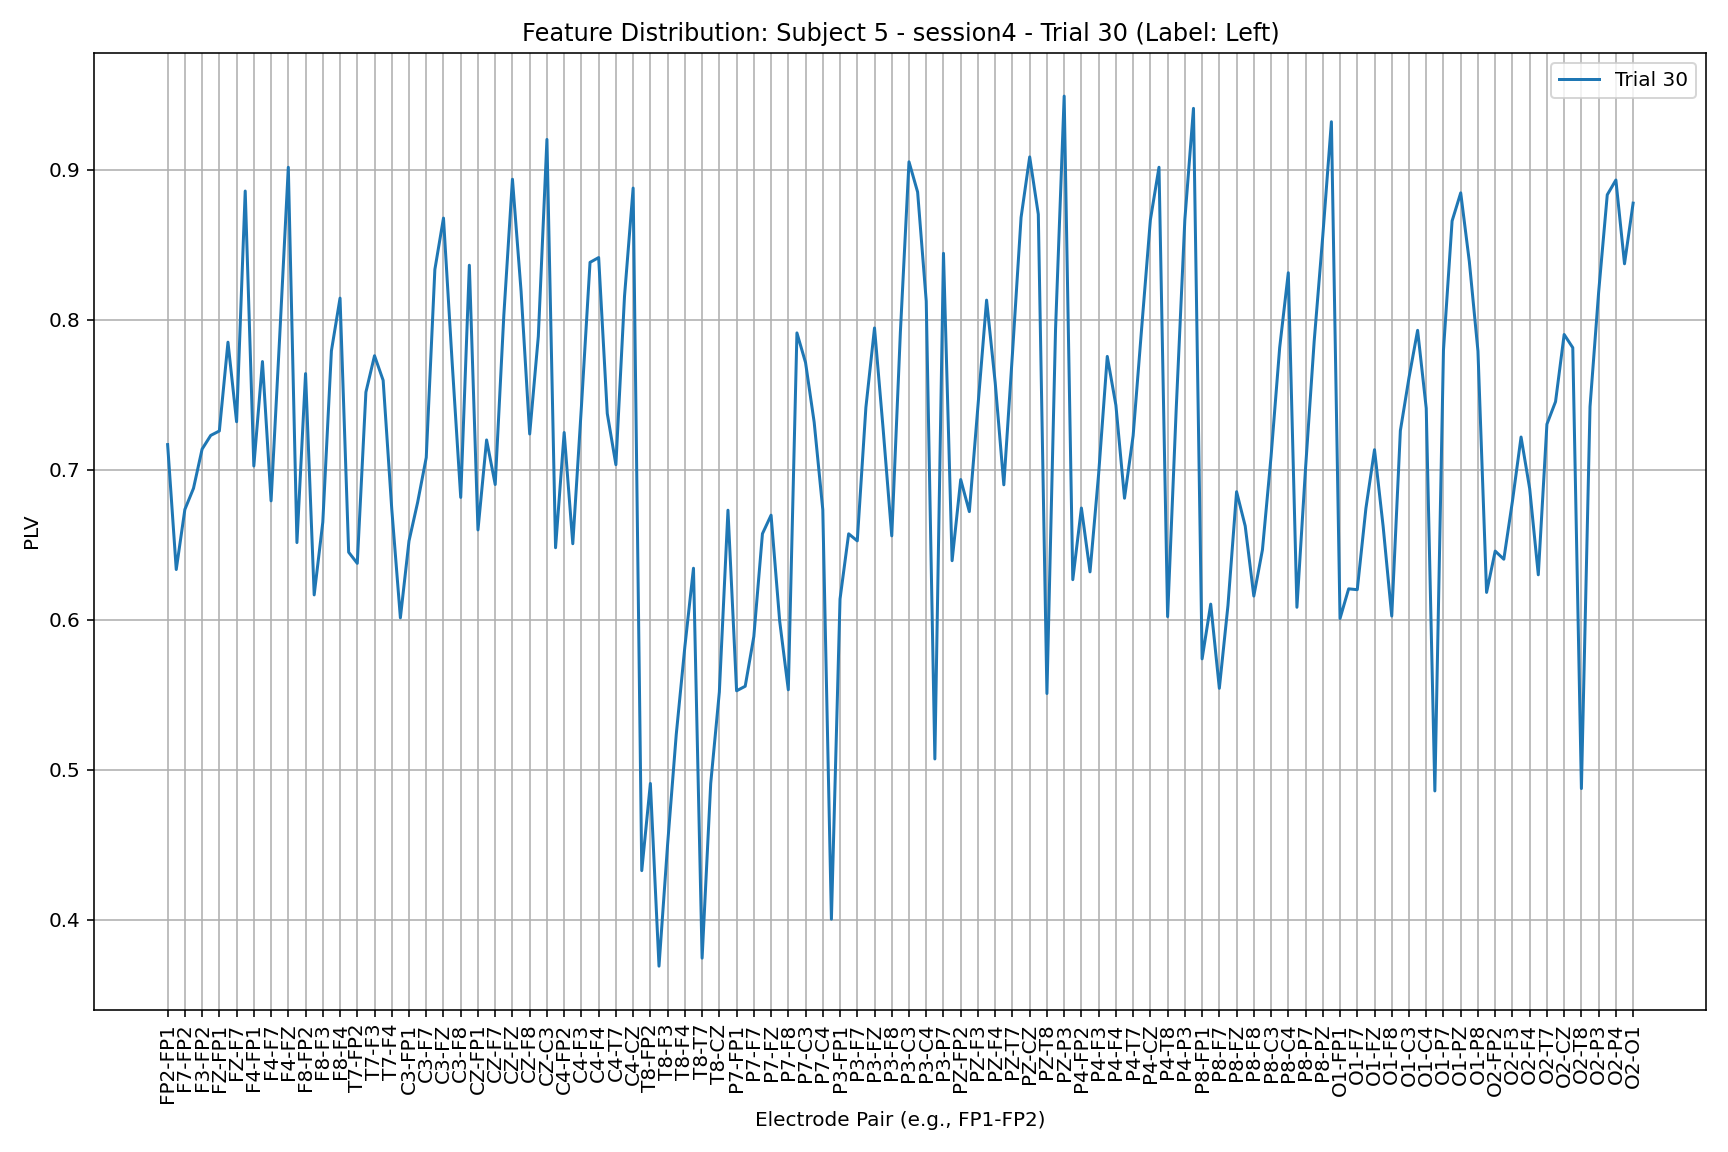 Feature Distribution: Subject 5 - session4 - Trial 30 (Label: Left)
Trial 30
PLV
0.9
0.8
0.7
0.6
0.5
0.4
FP2-FP1
F7-FP2
F3-FP2
FZ-FP1
FZ-F7
F4-FP1
F4-F7
F4-FZ
F8-FP2
F8-F3
F8-F4
T7-FP2
T7-F3
T7-F4
C3-FP1
C3-F7
C3-FZ
C3-F8
CZ-FP1
CZ-F7
CZ-FZ
CZ-F8
CZ-C3
C4-FP2
C4-F3
C4-F4
C4-T7
C4-CZ
T8-FP2
T8-F3
T8-F4
T8-T7
T8-CZ
P7-FP1
P7-F7
P7-FZ
P7-F8
P7-C3
P7-C4
P3-FP1
P3-F7
P3-FZ
P3-F8
P3-C3
P3-C4
P3-P7
PZ-FP2
PZ-F3
PZ-F4
PZ-T7
PZ-CZ
PZ-T8
PZ-P3
P4-FP2
P4-F3
P4-F4
P4-T7
P4-CZ
P4-T8
P4-P3
P8-FP1
P8-F7
P8-FZ
P8-F8
P8-C3
P8-C4
P8-P7
P8-PZ
O1-FP1
O1-F7
O1-FZ
O1-F8
O1-C3
O1-C4
O1-P7
O1-PZ
O1-P8
O2-FP2
O2-F3
O2-F4
O2-T7
O2-CZ
O2-T8
O2-P3
O2-P4
O2-O1
Electrode Pair (e.g., FP1-FP2)